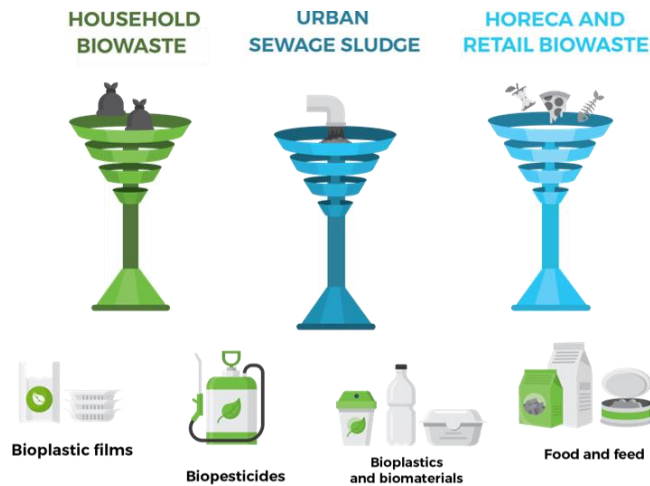 HOUSEHOLD
BIOWASTE
URBAN
SEWAGE SLUDGE
HORECA AND
RETAIL BIOWASTE
Bioplastic films
Biopesticides
Bioplastics
and biomaterials
Food and feed